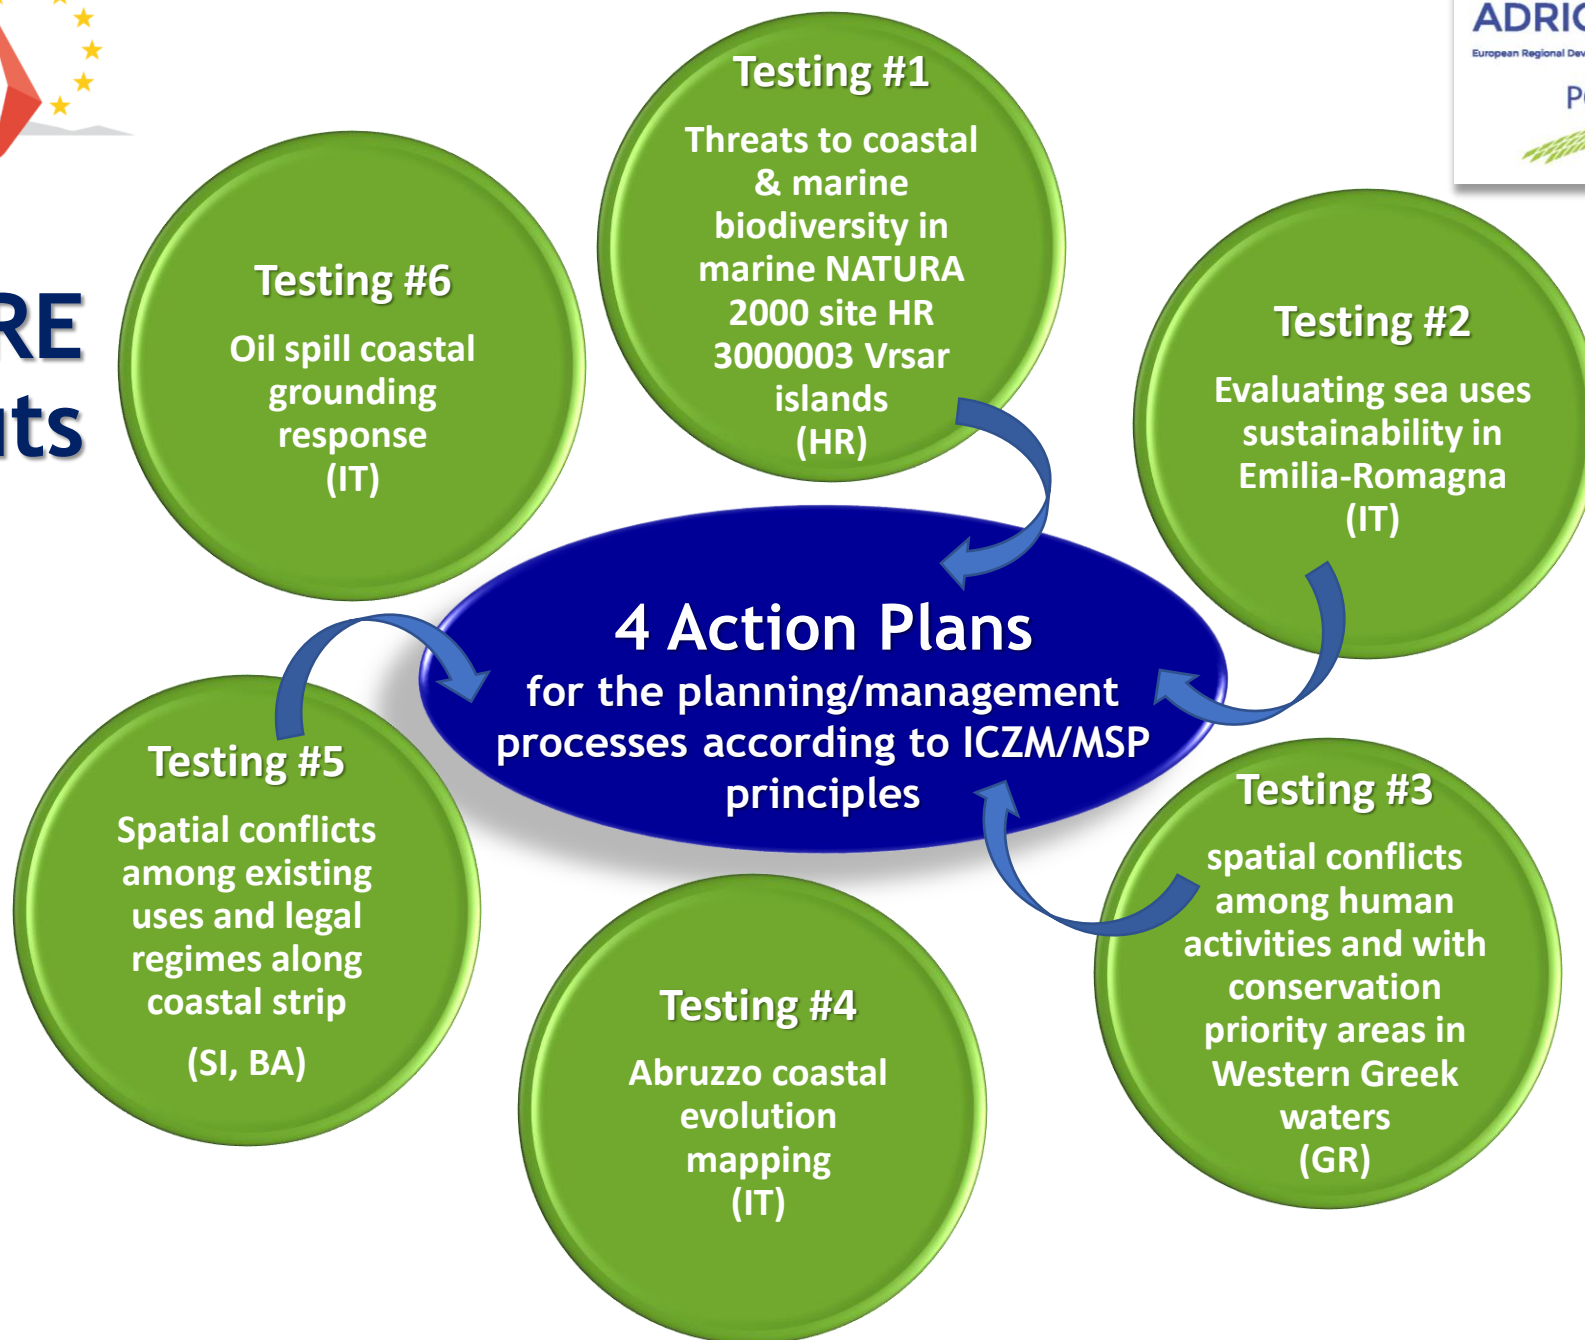 Testing #1
Threats to coastal
& marine
biodiversity in
marine NATURA
2000 site HR
3000003 Vrsar
islands
(HR)
Testing #6
Oil spill coastal
grounding
response
(IT)
Testing #2
Evaluating sea uses
sustainability in
Emilia-Romagna
(IT)
4 Action Plans
for the planning/management
processes according to ICZM/MSP
principles
Testing #5
Spatial conflicts
among existing
uses and legal
regimes along
coastal strip
(SI, BA)
Testing #3
spatial conflicts
among human
activities and with
conservation
priority areas in
Western Greek
waters
(GR)
Testing #4
Abruzzo coastal
evolution
mapping
(IT)
European Regional